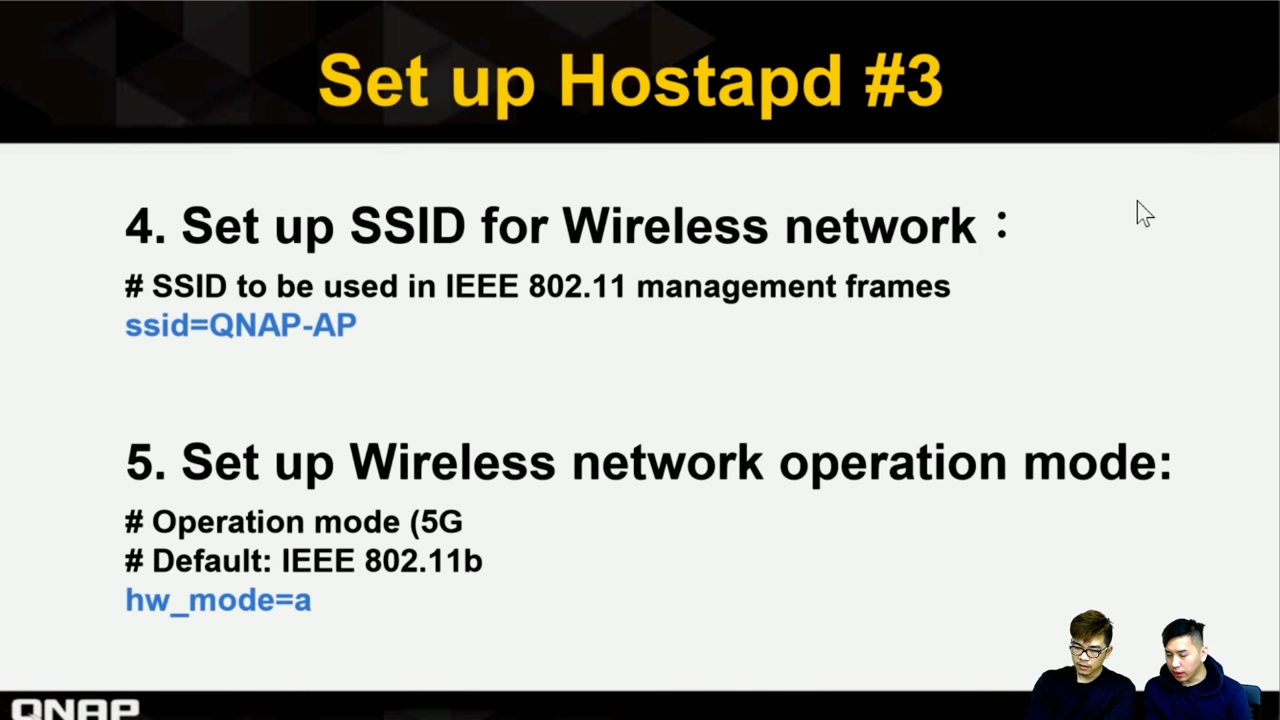 Set up Hostapd #3
4. Set up SSID for Wireless network：
# SSID to be used in IEEE 802.11 management frames
ssid=QNAP-AP
5. Set up Wireless network operation mode:
# Operation mode (5G
# Default: IEEE 802.11b
hw_mode=a
QNAP